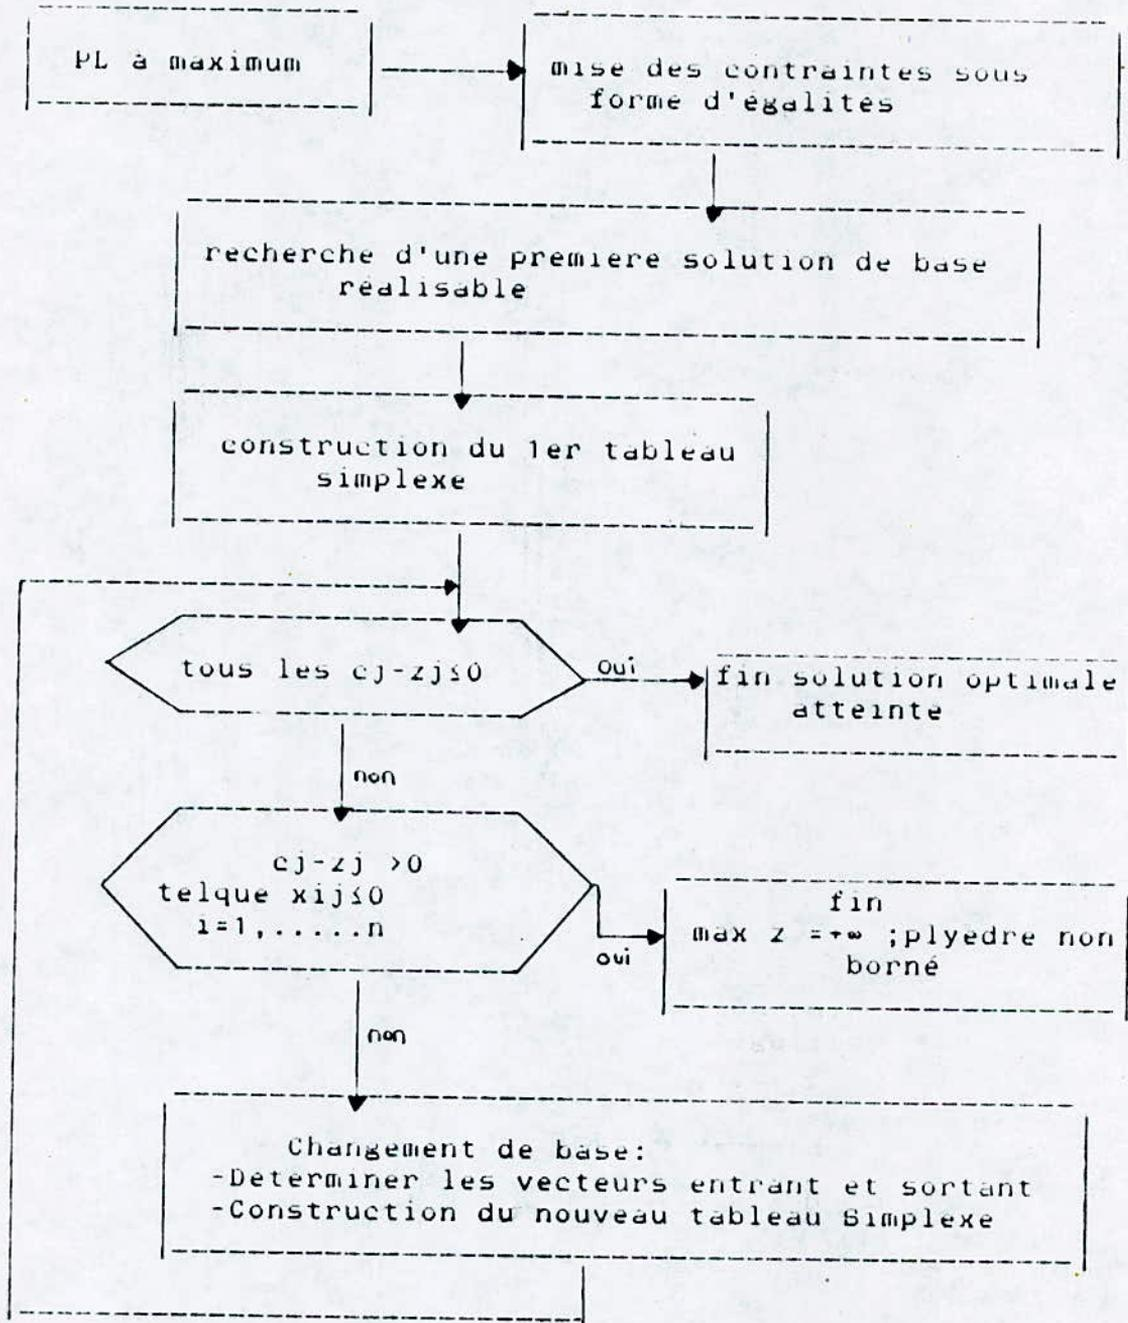 PL à maximum
mise des contraintes sous
forme d'égalités
recherche d'une premiere solution de base
réalisable
construction du 1er tableau
simplexe
tous les cj-zj≤0
oui
fin solution optimale
atteinte
non
cj-zj >0
telque xij≤0
i=1,.....n
oui
fin
max z =+∞ ;plyedre non
borné
non
Changement de base:
-Determiner les vecteurs entrant et sortant
-Construction du nouveau tableau Simplexe